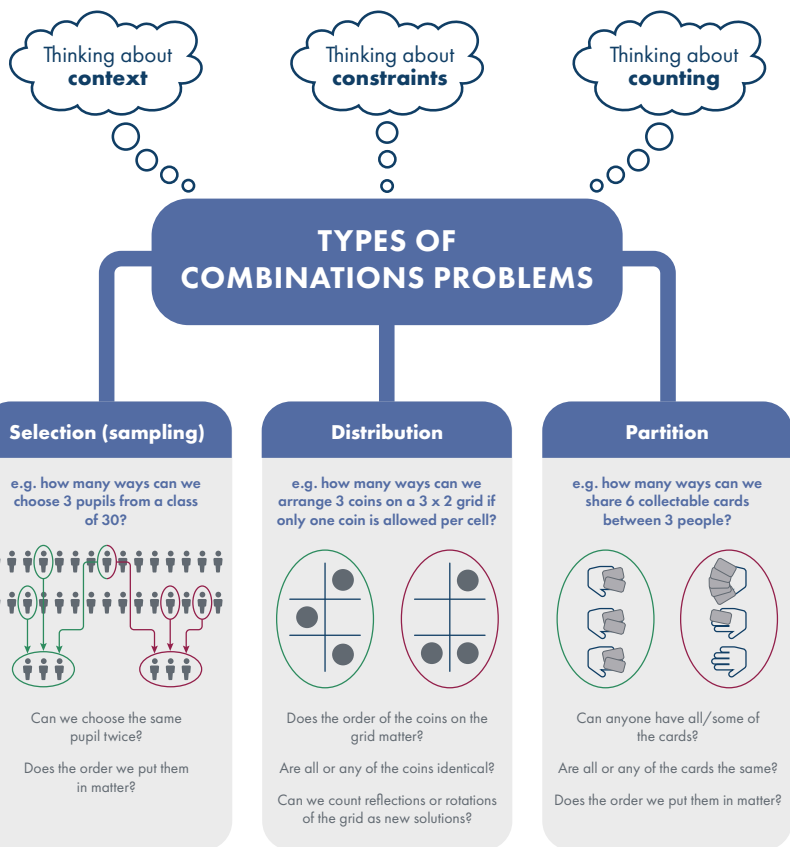 Thinking about
context
Thinking about
constraints
Thinking about
counting
TYPES OF
COMBINATIONS PROBLEMS
Selection (sampling)
e.g. how many ways can we
choose 3 pupils from a class
of 30?
Can we choose the same
pupil twice?
Does the order we put them
in matter?
Distribution
e.g. how many ways can we
arrange 3 coins on a 3 x 2 grid if
only one coin is allowed per cell?
Does the order of the coins on the
grid matter?
Are all or any of the coins identical?
Can we count reflections or rotations
of the grid as new solutions?
Partition
e.g. how many ways can we
share 6 collectable cards
between 3 people?
Can anyone have all/some of
the cards?
Are all or any of the cards the same?
Does the order we put them in matter?